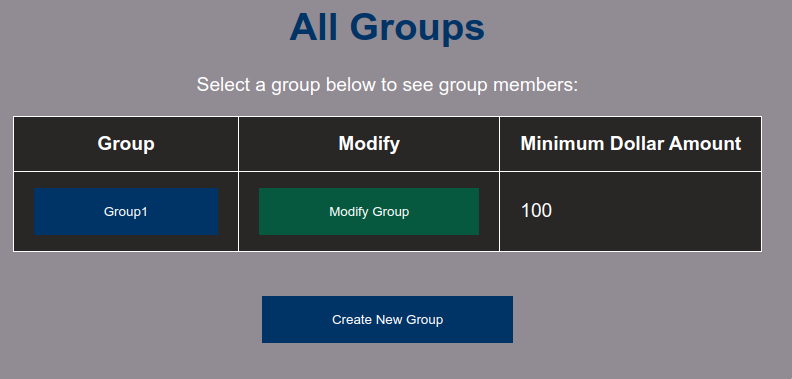 All Groups
Select a group below to see group members:
Group Modify Minimum Dollar Amount
Group1 Modify Group 100
Create New Group